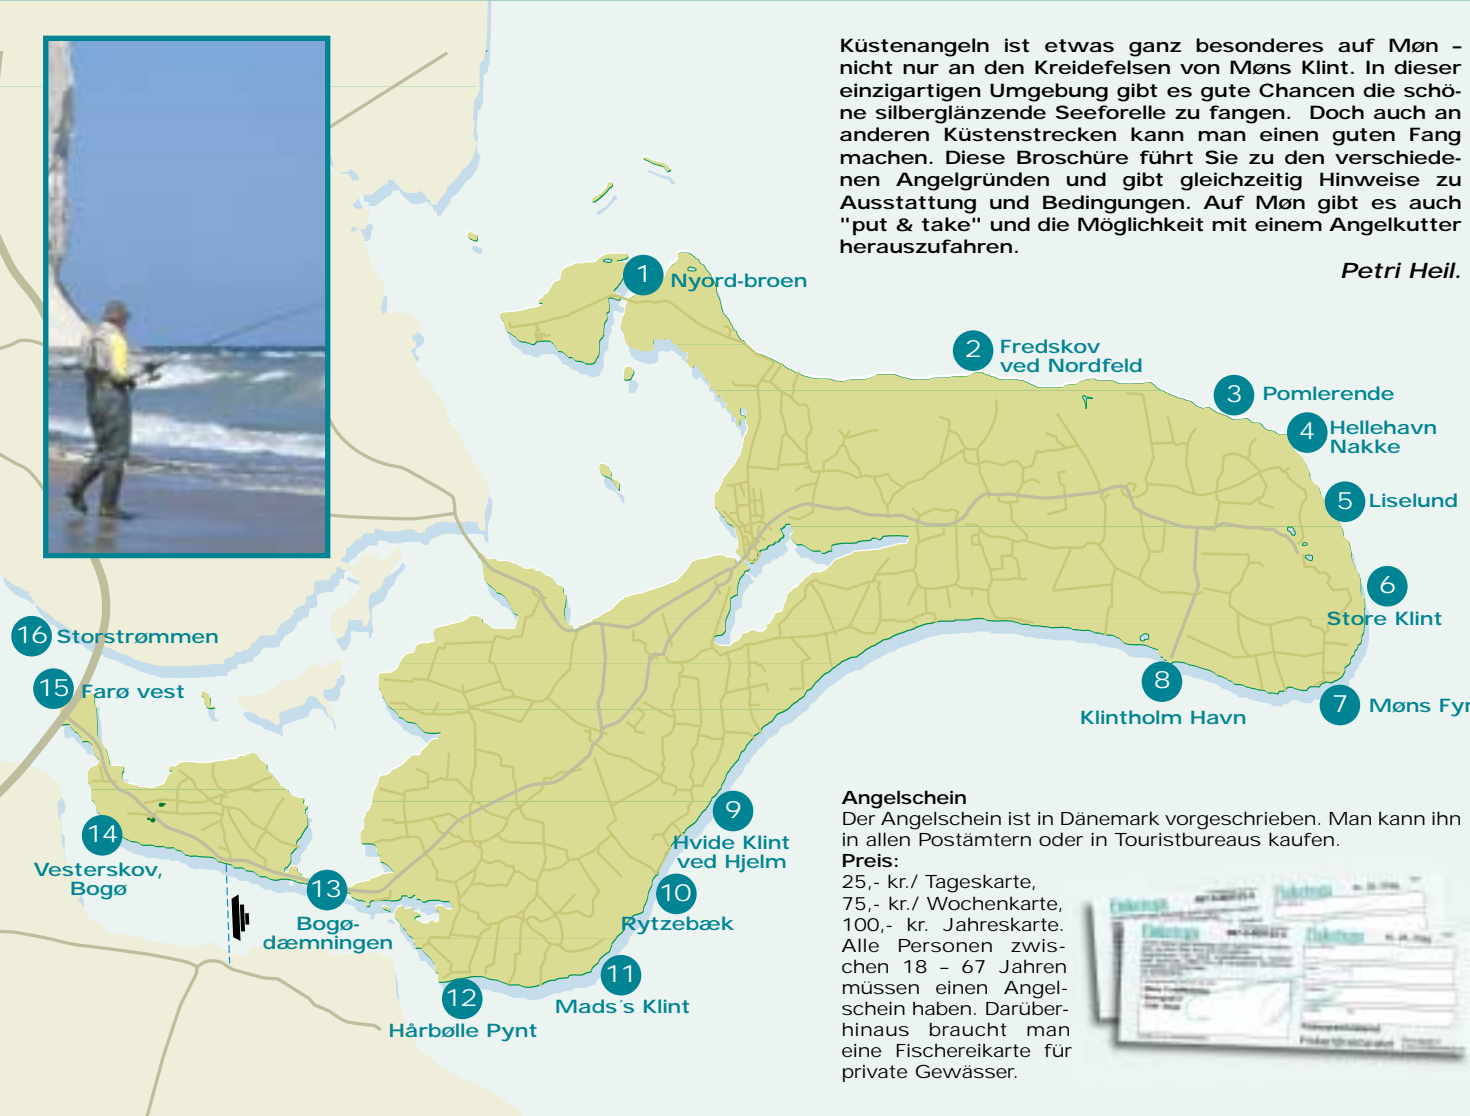 Küstenangeln ist etwas ganz besonderes auf Møn –
nicht nur an den Kreidefelsen von Møns Klint. In dieser
einzigartigen Umgebung gibt es gute Chancen die schö-
ne silberglänzende Seeforelle zu fangen. Doch auch an
anderen Küstenstrecken kann man einen guten Fang
machen. Diese Broschüre führt Sie zu den verschiede-
nen Angelgründen und gibt gleichzeitig Hinweise zu
Ausstattung und Bedingungen. Auf Møn gibt es auch
"put & take" und die Möglichkeit mit einem Angelkutter
herauszufahren.
Petri Heil.
1 Nyord-broen
2 Fredskov
ved Nordfeld
3 Pomlerende
4 Hellehavn
Nakke
5 Liselund
6
Store Klint
7 Møns Fyr
8
Klintholm Havn
9
Hvide Klint
ved Hjelm
10
Rytzebæk
11
Mads´s Klint
12
Hårbølle Pynt
13
Bogø-
dæmningen
14
Vesterskov,
Bogø
15 Farø vest
16 Storstrømmen
Angelschein
Der Angelschein ist in Dänemark vorgeschrieben. Man kann ihn
in allen Postämtern oder in Touristbureaus kaufen.
Preis:
25,- kr./ Tageskarte,
75,- kr./ Wochenkarte,
100,- kr. Jahreskarte.
Alle Personen zwis-
chen 18 – 67 Jahren
müssen einen Angel-
schein haben. Darüber-
hinaus braucht man
eine Fischereikarte für
private Gewässer.